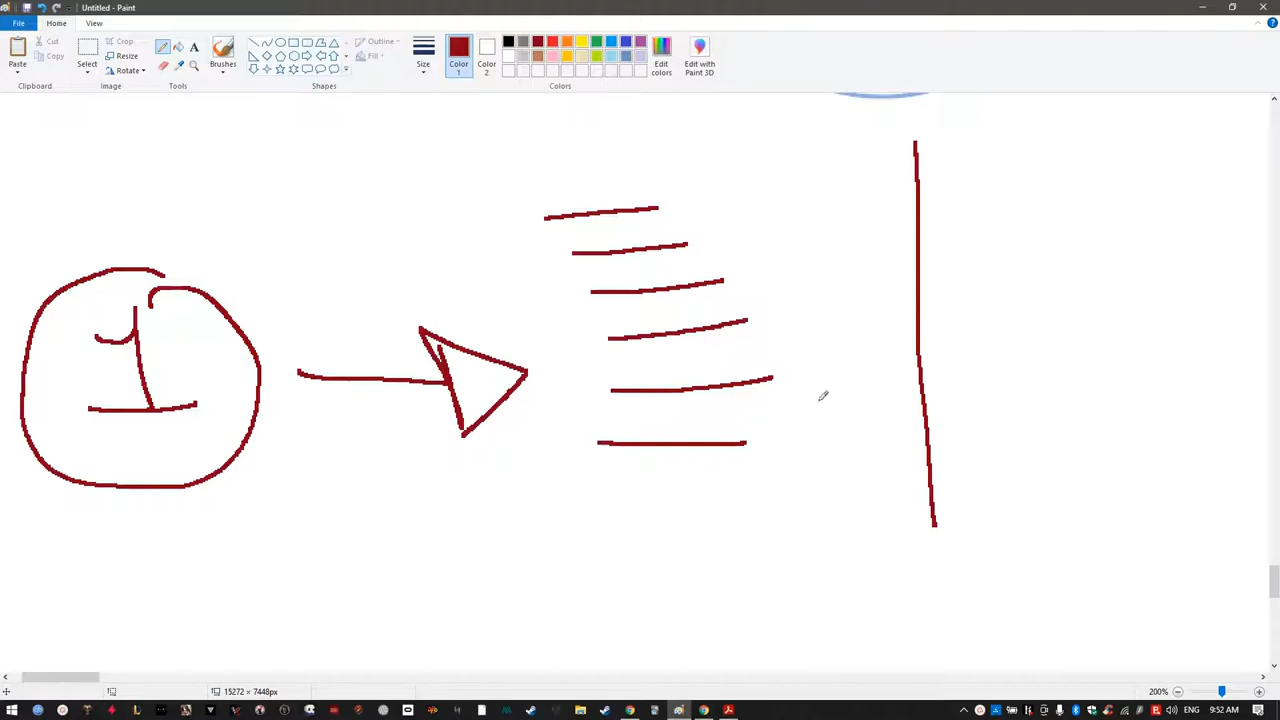 Untitled - Paint
File Home View
Paste
Cut
Copy
Clipboard
Select
Crop
Resize
Rotate
Image
A
Tools
Brushes
Shapes
Outline
Fill
Size
Color 1
Color 2
Edit colors
Edit with Paint 3D
Colors
1
15272 × 7448px
200%
ENG 9:52 AM